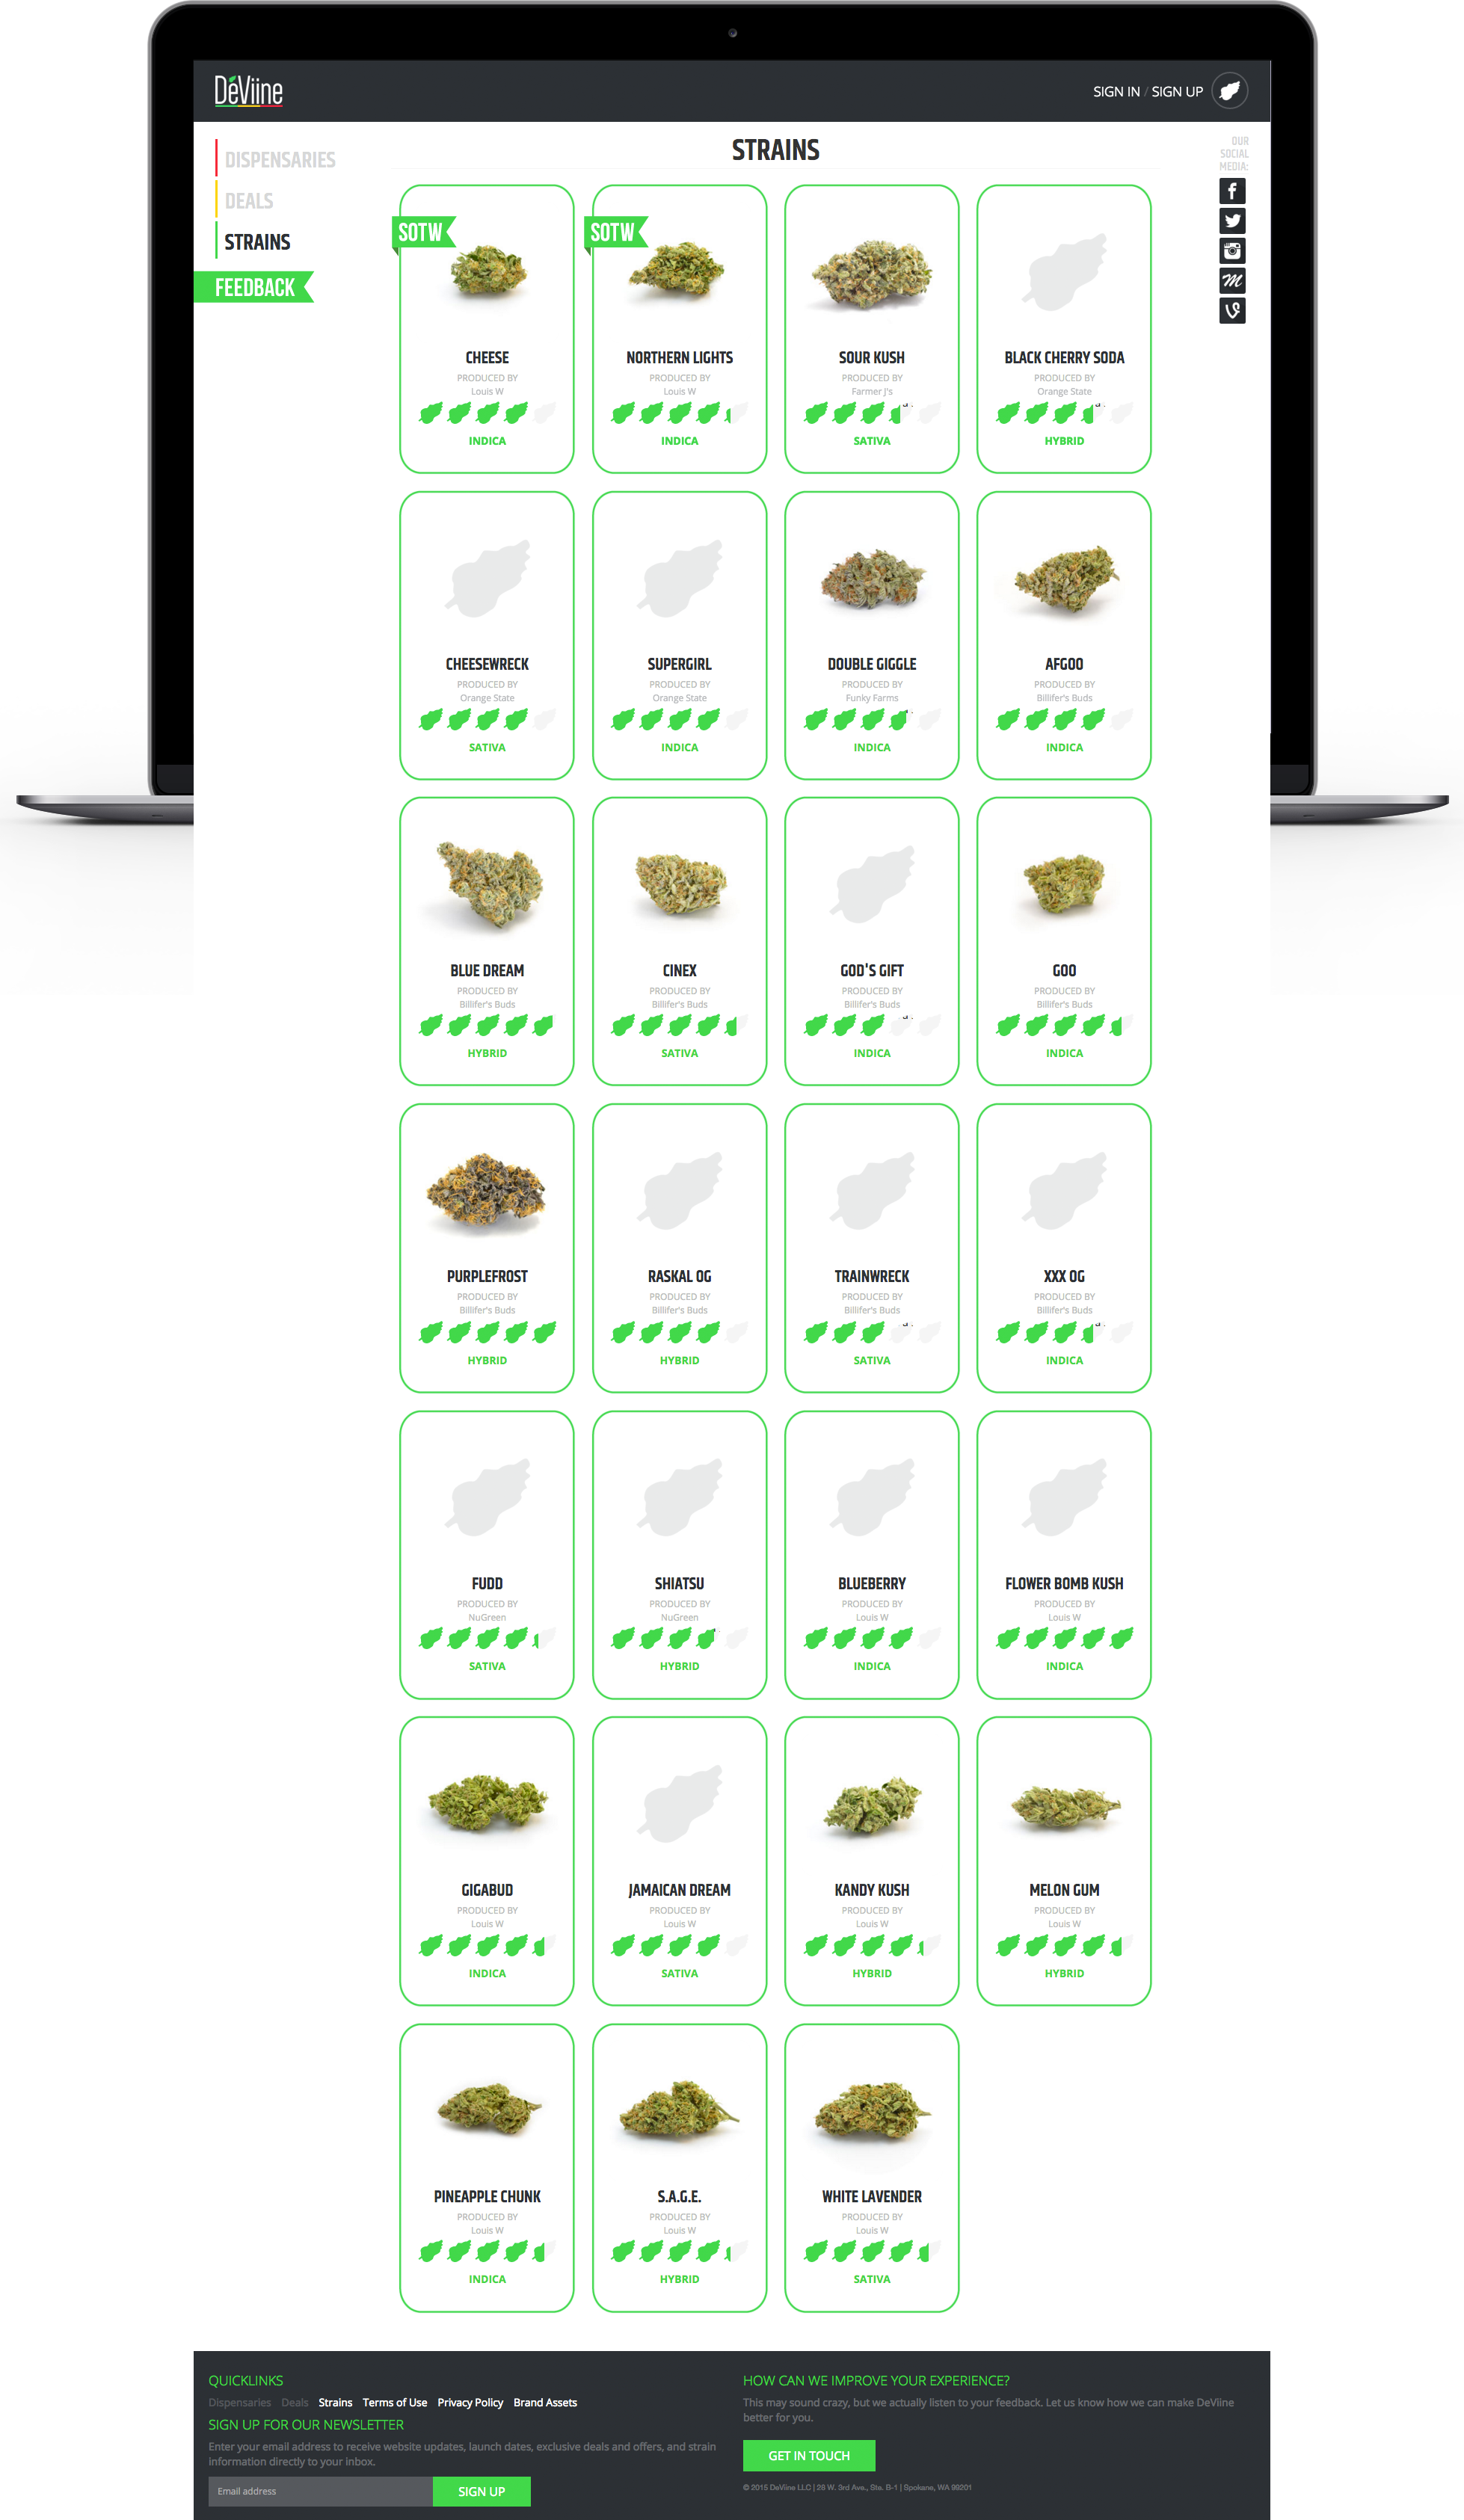 DéViine
SIGN IN / SIGN UP
DISPENSARIES
DEALS
STRAINS
FEEDBACK
STRAINS
OUR
SOCIAL
MEDIA:
SOTW
CHEESE
PRODUCED BY
Louis W
INDICA
SOTW
NORTHERN LIGHTS
PRODUCED BY
Louis W
INDICA
SOUR KUSH
PRODUCED BY
Farmer J's
SATIVA
BLACK CHERRY SODA
PRODUCED BY
Orange State
HYBRID
CHEESEWRECK
PRODUCED BY
Orange State
SATIVA
SUPERGIRL
PRODUCED BY
Orange State
INDICA
DOUBLE GIGGLE
PRODUCED BY
Funky Farms
INDICA
AFGOO
PRODUCED BY
Billifer's Buds
INDICA
BLUE DREAM
PRODUCED BY
Billifer's Buds
HYBRID
CINEX
PRODUCED BY
Billifer's Buds
SATIVA
GOD'S GIFT
PRODUCED BY
Billifer's Buds
INDICA
GOO
PRODUCED BY
Billifer's Buds
INDICA
PURPLEFROST
PRODUCED BY
Billifer's Buds
HYBRID
RASKAL OG
PRODUCED BY
Billifer's Buds
HYBRID
TRAINWRECK
PRODUCED BY
Billifer's Buds
SATIVA
XXX OG
PRODUCED BY
Billifer's Buds
INDICA
FUDD
PRODUCED BY
NuGreen
SATIVA
SHIATSU
PRODUCED BY
NuGreen
HYBRID
BLUEBERRY
PRODUCED BY
Louis W
INDICA
FLOWER BOMB KUSH
PRODUCED BY
Louis W
INDICA
GIGABUD
PRODUCED BY
Louis W
INDICA
JAMAICAN DREAM
PRODUCED BY
Louis W
SATIVA
KANDY KUSH
PRODUCED BY
Louis W
HYBRID
MELON GUM
PRODUCED BY
Louis W
HYBRID
PINEAPPLE CHUNK
PRODUCED BY
Louis W
INDICA
S.A.G.E.
PRODUCED BY
Louis W
HYBRID
WHITE LAVENDER
PRODUCED BY
Louis W
SATIVA
QUICKLINKS
Dispensaries Deals Strains Terms of Use Privacy Policy Brand Assets
SIGN UP FOR OUR NEWSLETTER
Enter your email address to receive website updates, launch dates, exclusive deals and offers, and strain
information directly to your inbox.
Email address
SIGN UP
HOW CAN WE IMPROVE YOUR EXPERIENCE?
This may sound crazy, but we actually listen to your feedback. Let us know how we can make DeViine
better for you.
GET IN TOUCH
© 2015 DeViine LLC | 28 W. 3rd Ave., Ste. B-1 | Spokane, WA 99201